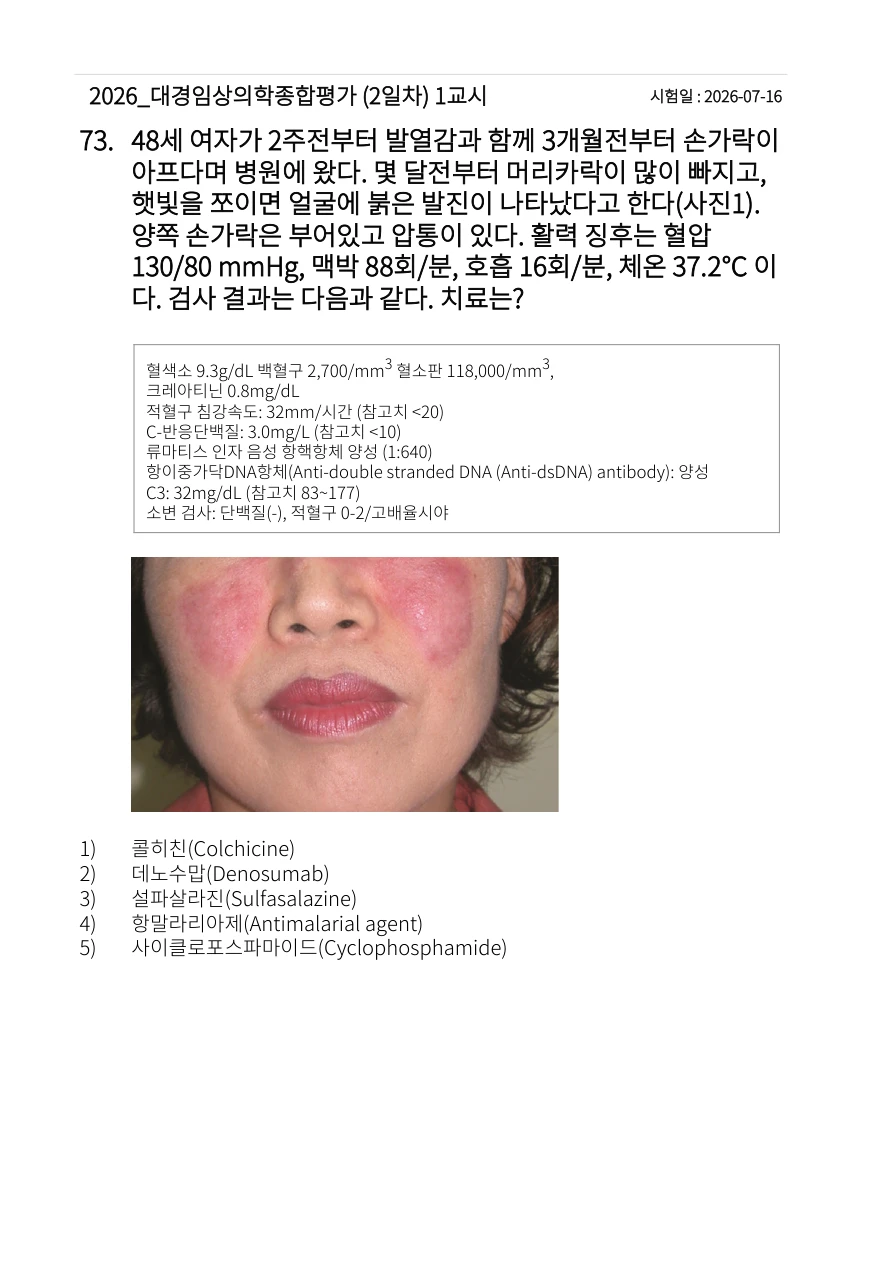 2026_대경임상의학종합평가 (2일차) 1교시
시험일 : 2026-07-16
73. 48세 여자가 2주전부터 발열감과 함께 3개월전부터 손가락이
아프다며 병원에 왔다. 몇 달전부터 머리카락이 많이 빠지고,
햇빛을 쪼이면 얼굴에 붉은 발진이 나타났다고 한다(사진1).
양쪽 손가락은 부어있고 압통이 있다. 활력 징후는 혈압
130/80 mmHg, 맥박 88회/분, 호흡 16회/분, 체온 37.2℃ 이
다. 검사 결과는 다음과 같다. 치료는?
혈색소 9.3g/dL 백혈구 2,700/mm³ 혈소판 118,000/mm³,
크레아티닌 0.8mg/dL
적혈구 침강속도: 32mm/시간 (참고치 <20)
C-반응단백질: 3.0mg/L (참고치 <10)
류마티스 인자 음성 항핵항체 양성 (1:640)
항이중가닥DNA항체(Anti-double stranded DNA (Anti-dsDNA) antibody): 양성
C3: 32mg/dL (참고치 83~177)
소변 검사: 단백질(-), 적혈구 0-2/고배율시야
1) 콜히친(Colchicine)
2) 데노수맙(Denosumab)
3) 설파살라진(Sulfasalazine)
4) 항말라리아제(Antimalarial agent)
5) 사이클로포스파마이드(Cyclophosphamide)